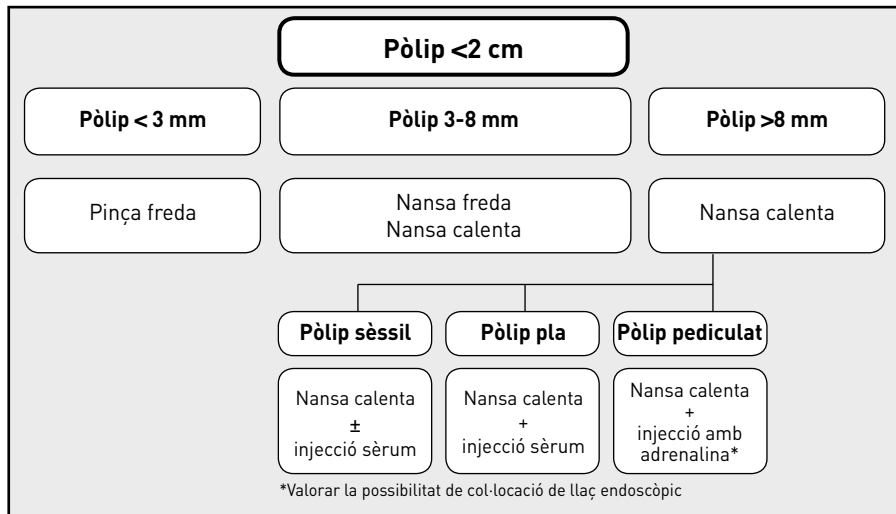 Pòlip <2 cm
Pòlip < 3 mm
Pòlip 3-8 mm
Pòlip >8 mm
Pinça freda
Nansa freda
Nansa calenta
Nansa calenta
Pòlip sèssil
Pòlip pla
Pòlip pediculat
Nansa calenta
±
injecció sèrum
Nansa calenta
+
injecció sèrum
Nansa calenta
+
injecció amb
adrenalina*
*Valorar la possibilitat de col·locació de llaç endoscòpic